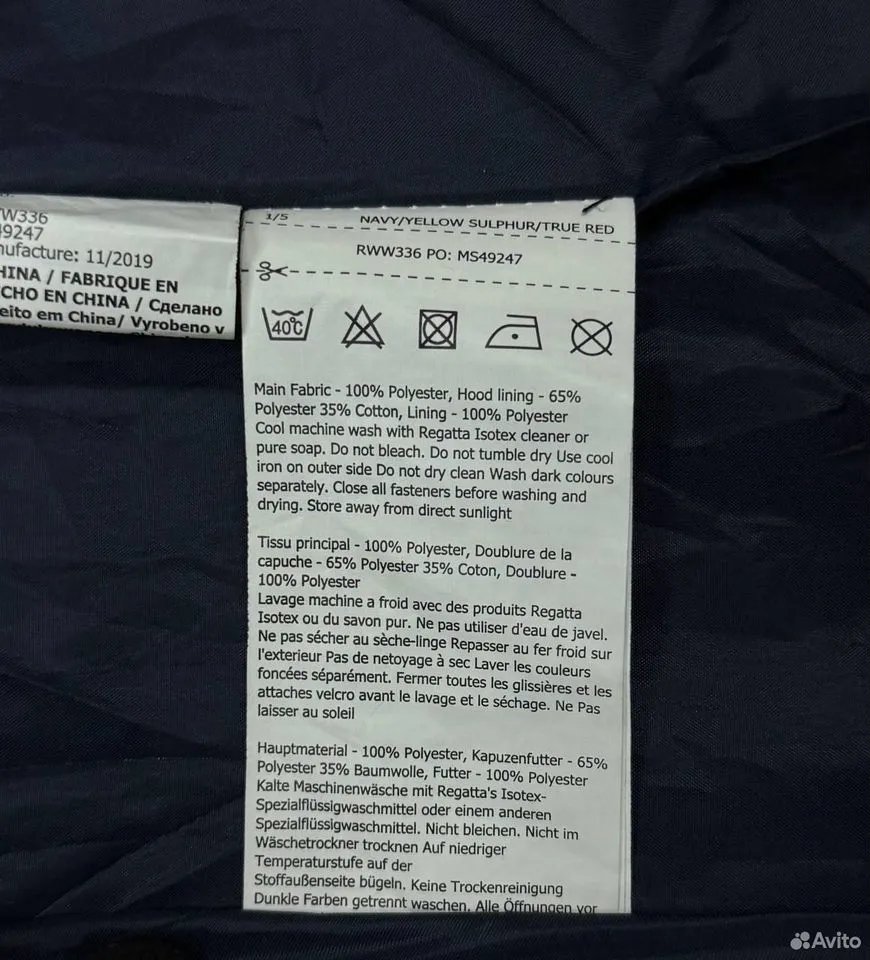 W336
9247
nufacture: 11/2019
HINA / FABRIQUE EN
CHO EN CHINA / Сделано
eito em China/ Vyrobeno v
1/5 NAVY/YELLOW SULPHUR/TRUE RED
RWW336 PO: MS49247
40°C
Main Fabric - 100% Polyester, Hood lining - 65%
Polyester 35% Cotton, Lining - 100% Polyester
Cool machine wash with Regatta Isotex cleaner or
pure soap. Do not bleach. Do not tumble dry Use cool
iron on outer side Do not dry clean Wash dark colours
separately. Close all fasteners before washing and
drying. Store away from direct sunlight
Tissu principal - 100% Polyester, Doublure de la
capuche - 65% Polyester 35% Coton, Doublure -
100% Polyester
Lavage machine a froid avec des produits Regatta
Isotex ou du savon pur. Ne pas utiliser d'eau de javel.
Ne pas sécher au sèche-linge Repasser au fer froid sur
l'exterieur Pas de netoyage à sec Laver les couleurs
foncées séparément. Fermer toutes les glissières et les
attaches velcro avant le lavage et le séchage. Ne Pas
laisser au soleil
Hauptmaterial - 100% Polyester, Kapuzenfutter - 65%
Polyester 35% Baumwolle, Futter - 100% Polyester
Kalte Maschinenwäsche mit Regatta's Isotex-
Spezialflüssigwaschmittel oder einem anderen
Spezialflüssigwaschmittel. Nicht bleichen. Nicht im
Wäschetrockner trocknen Auf niedriger
Temperaturstufe auf der
Stoffaußenseite bügeln. Keine Trockenreinigung
Dunkle Farben getrennt waschen. Alle Öffnungen vor
Avito